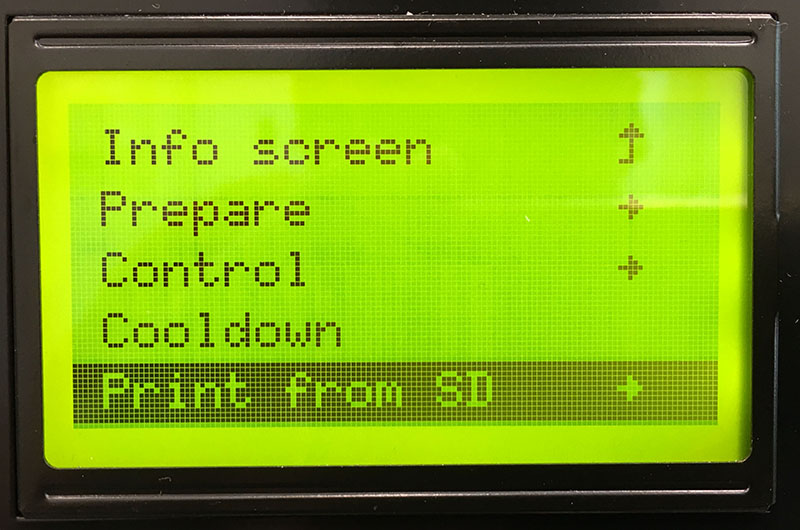 Info screen ↑
Prepare →
Control →
Cooldown
Print from SD →